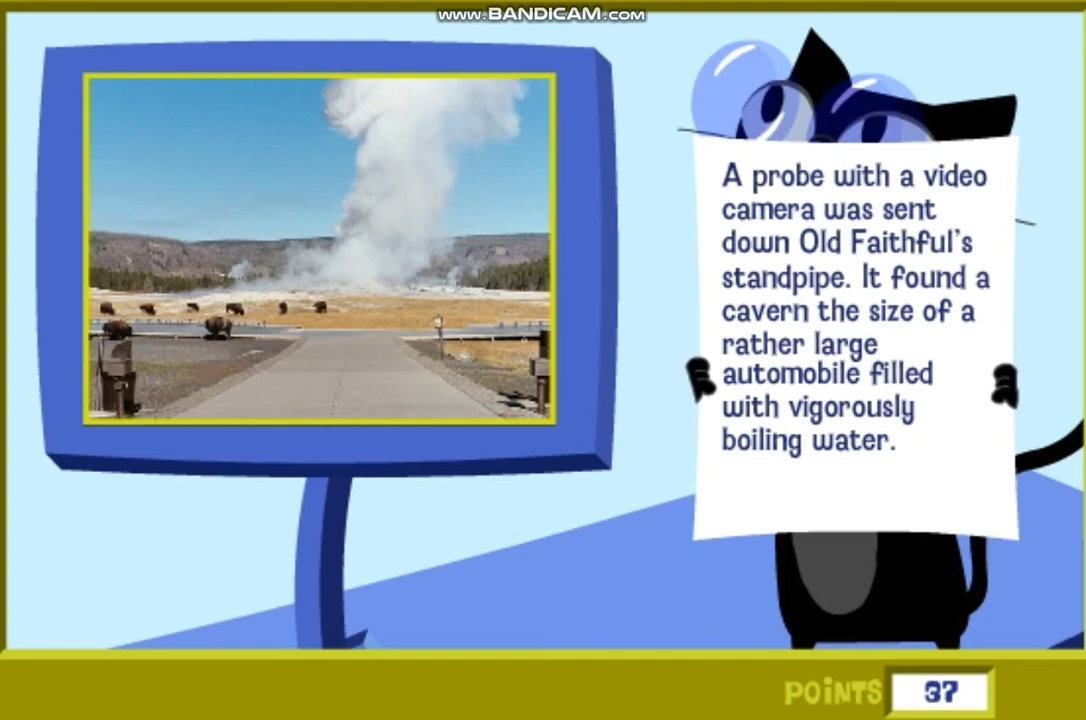 www.BANDICAM.com
A probe with a video
camera was sent
down Old Faithful's
standpipe. It found a
cavern the size of a
rather large
automobile filled
with vigorously
boiling water.
POiNTS 37